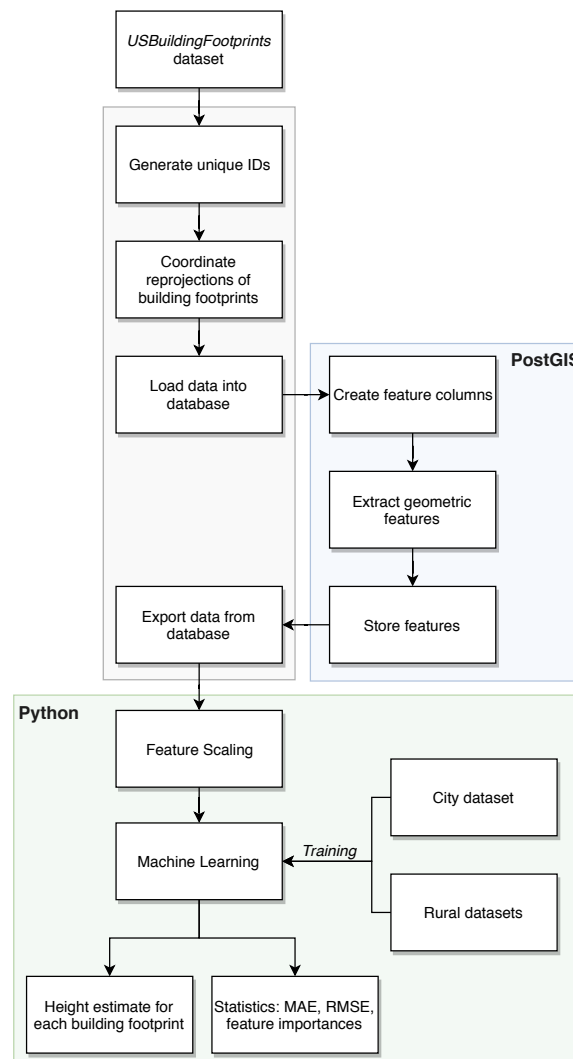 USBuildingFootprints
dataset
Generate unique IDs
Coordinate
reprojections of
building footprints
PostGIS
Load data into
database
Create feature columns
Extract geometric
features
Export data from
database
Store features
Python
Feature Scaling
City dataset
Training
Machine Learning
Rural datasets
Height estimate for
each building footprint
Statistics: MAE, RMSE,
feature importances